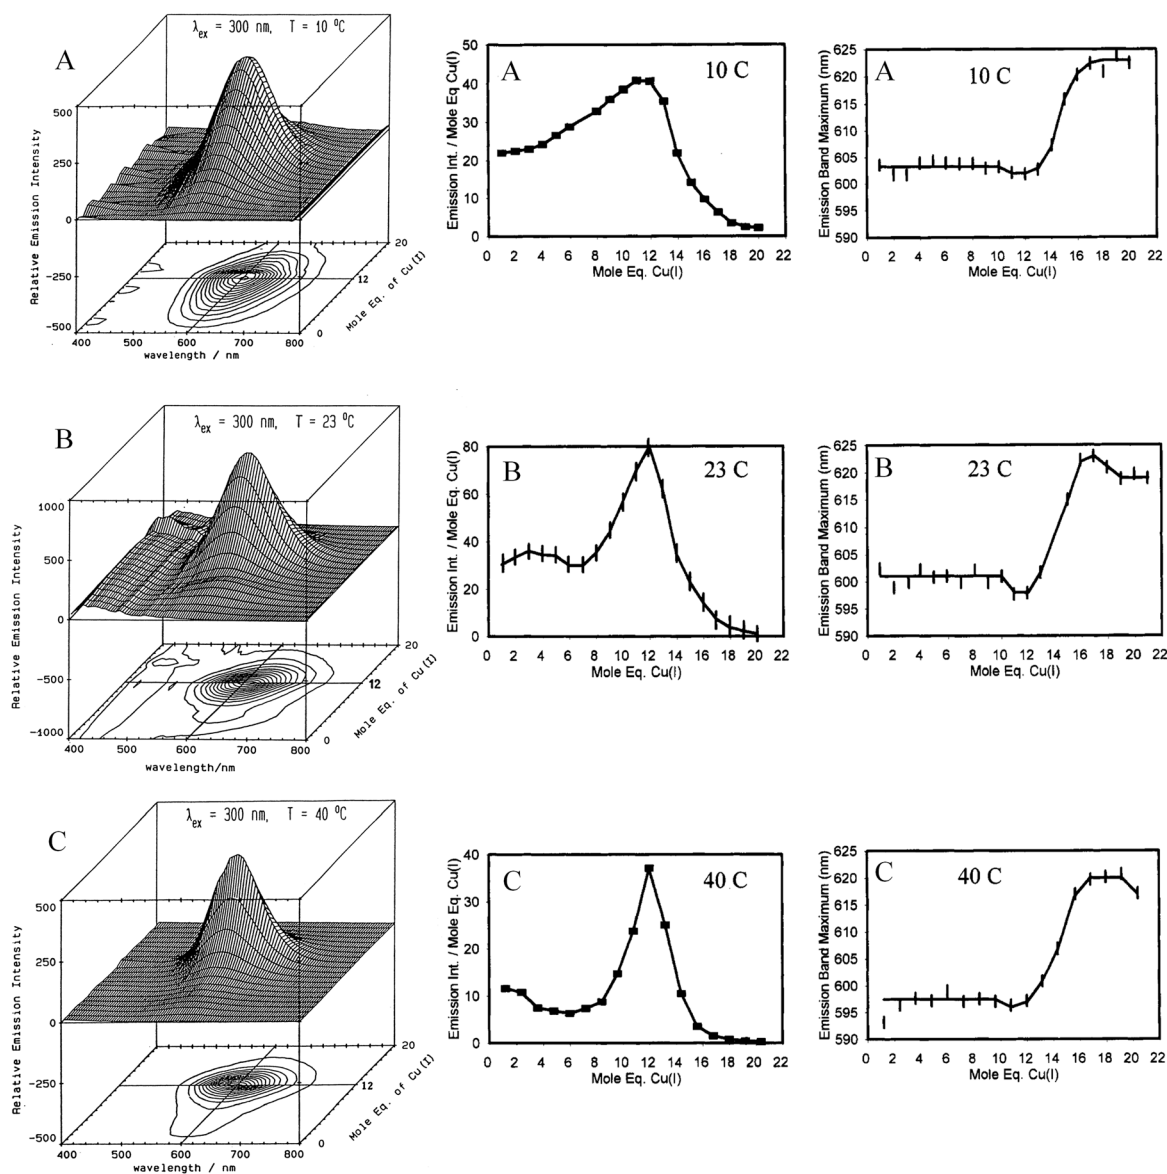 A
λex = 300 nm, T = 10 ºC
Relative Emission Intensity
500
250
0
-250
-500
400 500 600 700 800
wavelength / nm
0
12
20
Mole Eq. of Cu(I)
A
10 C
Emission Int. / Mole Eq Cu(I)
50
40
30
20
10
0
0 2 4 6 8 10 12 14 16 18 20 22
Mole Eq. Cu(I)
A
10 C
Emission Band Maximum (nm)
625
620
615
610
605
600
595
590
0 2 4 6 8 10 12 14 16 18 20 22
Mole Eq. Cu(I)
B
λex = 300 nm, T = 23 ºC
Relative Emission Intensity
1000
500
0
-500
-1000
400 500 600 700 800
wavelength/nm
0
12
20
Mole Eq. of Cu(I)
B
23 C
Emission Int. / Mole Eq. Cu(I)
80
60
40
20
0
0 2 4 6 8 10 12 14 16 18 20 22
Mole Eq. Cu(I)
B
23 C
Emission Band Maximum (nm)
625
620
615
610
605
600
595
590
0 2 4 6 8 10 12 14 16 18 20 22
Mole Eq. Cu(I)
C
λex = 300 nm, T = 40 ºC
Relative Emission Intensity
500
250
0
-250
-500
400 500 600 700 800
wavelength / nm
0
12
20
Mole Eq. of Cu(I)
C
40 C
Emission Int. / Mole Eq. Cu(I)
40
30
20
10
0
0 2 4 6 8 10 12 14 16 18 20 22
Mole Eq. Cu(I)
C
40 C
Emission Band Maximum (nm)
625
620
615
610
605
600
595
590
0 2 4 6 8 10 12 14 16 18 20 22
Mole Eq. Cu(I)